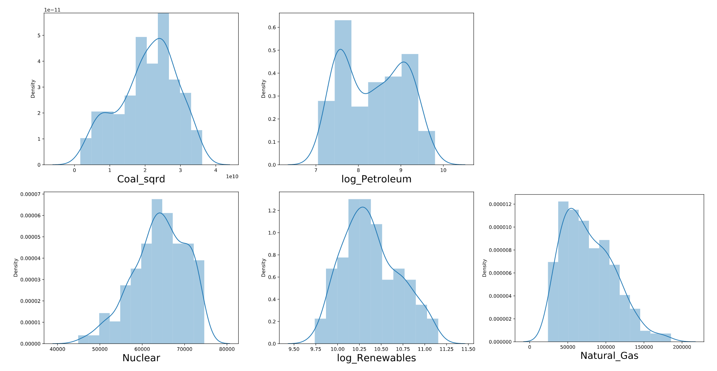 1e−11
5
4
3
2
1
0
Density
0 1 2 3 4
1e10
Coal_sqrd
0.6
0.5
0.4
0.3
0.2
0.1
0.0
Density
7 8 9 10
log_Petroleum
0.00007
0.00006
0.00005
0.00004
0.00003
0.00002
0.00001
0.00000
Density
40000 50000 60000 70000 80000
Nuclear
1.2
1.0
0.8
0.6
0.4
0.2
0.0
Density
9.50 9.75 10.00 10.25 10.50 10.75 11.00 11.25 11.50
log_Renewables
0.000012
0.000010
0.000008
0.000006
0.000004
0.000002
0.000000
Density
0 50000 100000 150000 200000
Natural_Gas